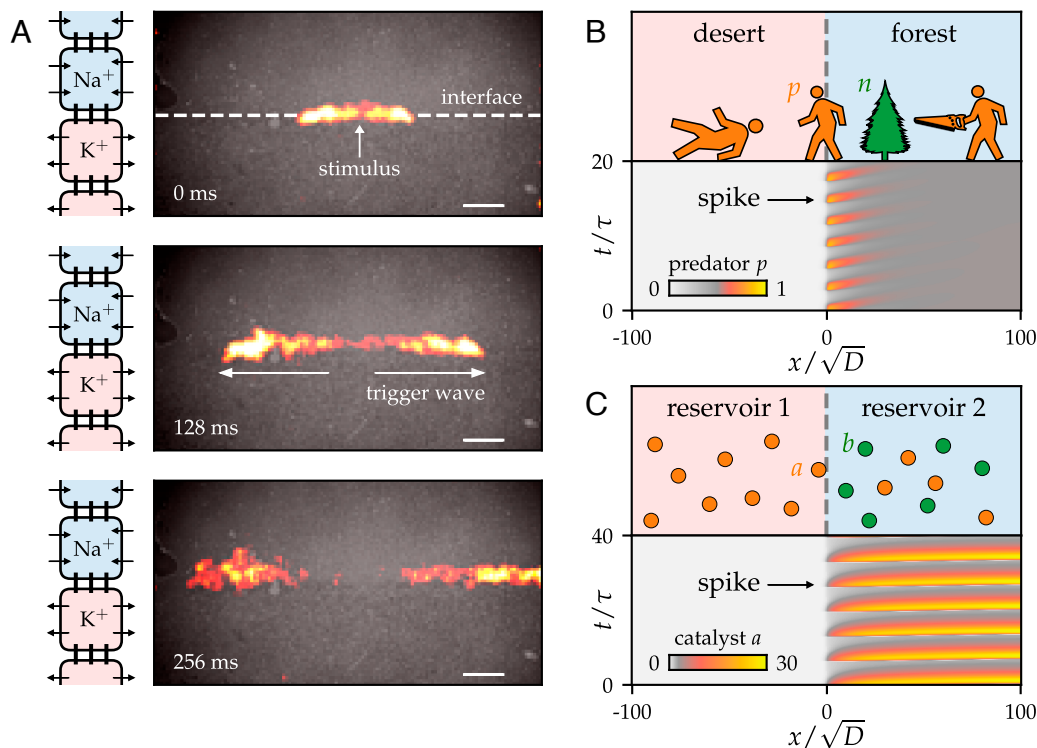 A
Na+
K+
interface
stimulus
0 ms
Na+
K+
trigger wave
128 ms
Na+
K+
256 ms
B
desert
forest
p
n
20
spike
t/τ
predator p
0
1
0
-100
0
100
x/√D
C
reservoir 1
reservoir 2
b
a
40
spike
t/τ
catalyst a
0
30
0
-100
0
100
x/√D